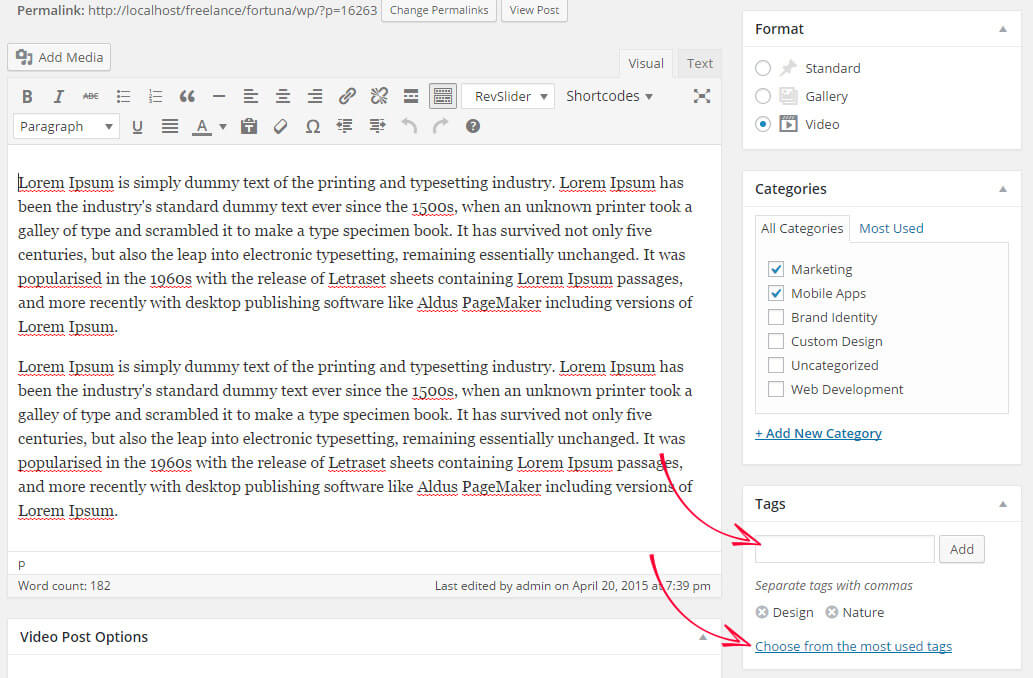 Permalink: http://localhost/freelance/fortuna/wp/?p=16263 Change Permalinks View Post
Add Media
Visual Text
B I ABC RevSlider Shortcodes
Paragraph U A Ω
Lorem Ipsum is simply dummy text of the printing and typesetting industry. Lorem Ipsum has
been the industry's standard dummy text ever since the 1500s, when an unknown printer took a
galley of type and scrambled it to make a type specimen book. It has survived not only five
centuries, but also the leap into electronic typesetting, remaining essentially unchanged. It was
popularised in the 1960s with the release of Letraset sheets containing Lorem Ipsum passages,
and more recently with desktop publishing software like Aldus PageMaker including versions of
Lorem Ipsum.
Lorem Ipsum is simply dummy text of the printing and typesetting industry. Lorem Ipsum has
been the industry's standard dummy text ever since the 1500s, when an unknown printer took a
galley of type and scrambled it to make a type specimen book. It has survived not only five
centuries, but also the leap into electronic typesetting, remaining essentially unchanged. It was
popularised in the 1960s with the release of Letraset sheets containing Lorem Ipsum passages,
and more recently with desktop publishing software like Aldus PageMaker including versions of
Lorem Ipsum.
p
Word count: 182 Last edited by admin on April 20, 2015 at 7:39 pm
Video Post Options
Format
Standard
Gallery
Video
Categories
All Categories Most Used
Marketing
Mobile Apps
Brand Identity
Custom Design
Uncategorized
Web Development
+ Add New Category
Tags
Add
Separate tags with commas
Design Nature
Choose from the most used tags